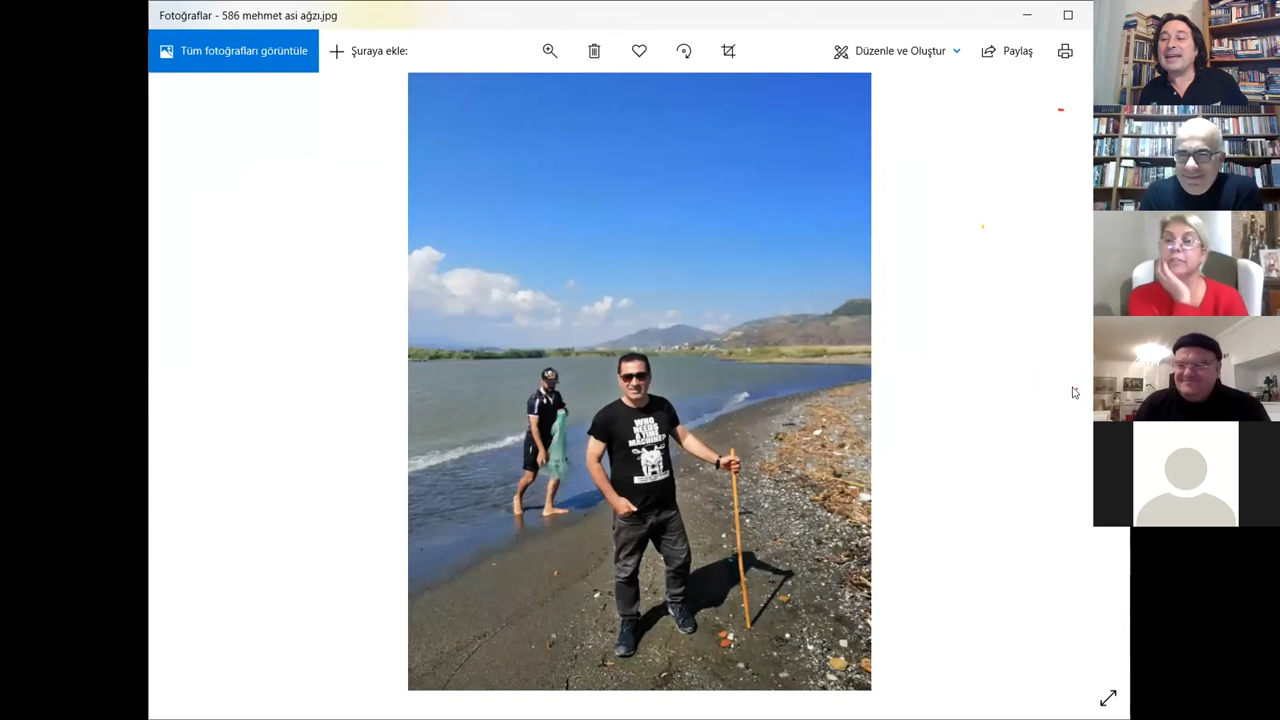 Fotoğraflar - 586 mehmet asi ağzı.jpg
Tüm fotoğrafları görüntüle
Şuraya ekle:
Düzenle ve Oluştur
Paylaş
WHO
NEEDS
A TIME
MACHINE?